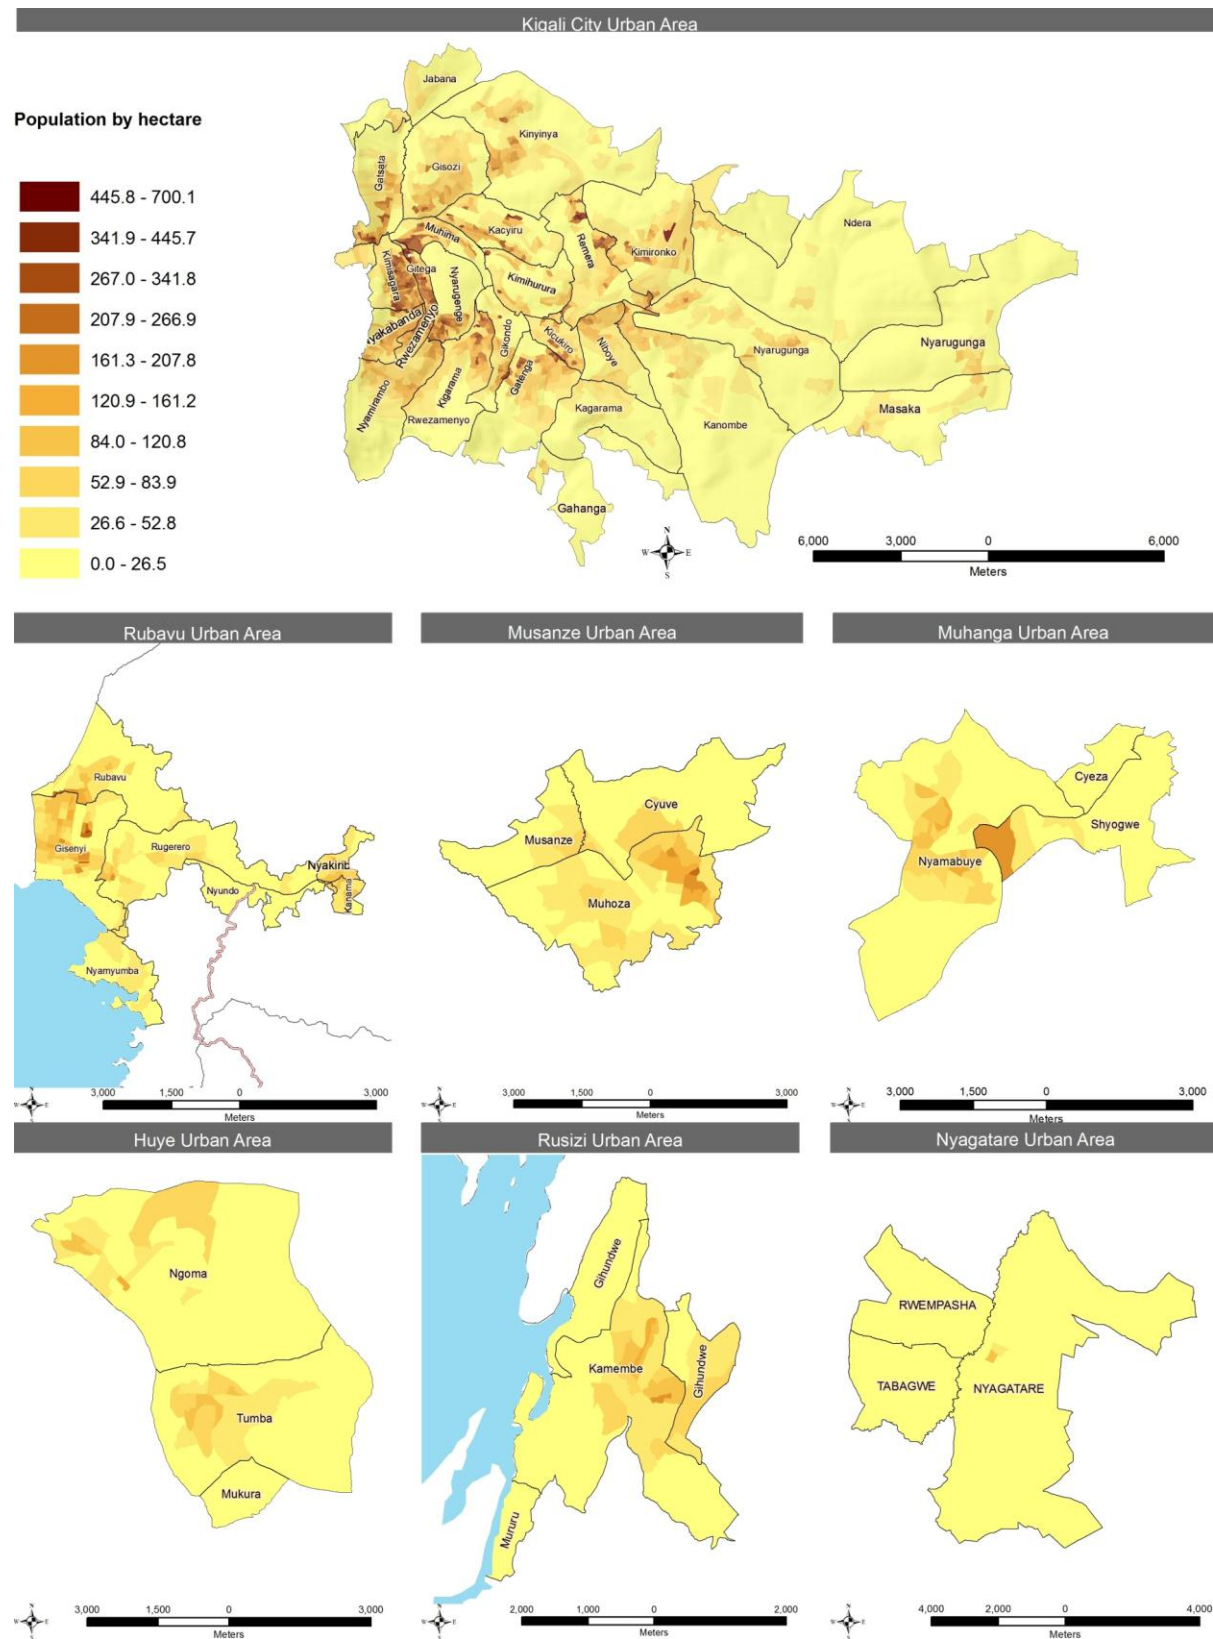 Kigali City Urban Area
Population by hectare
445.8 - 700.1
341.9 - 445.7
267.0 - 341.8
207.9 - 266.9
161.3 - 207.8
120.9 - 161.2
84.0 - 120.8
52.9 - 83.9
26.6 - 52.8
0.0 - 26.5
Jabana
Kinyinya
Gatsata
Gisozi
Ndera
Kacyiru
Muhima
Remera
Kimironko
Kimisagara
Gitega
Nyarugenge
Kimihurura
yakabanda
Rwezamenyo
Gikondo
Kicukiro
Niboye
Nyarugunga
Nyarugunga
Nyamirambo
Kigarama
Gatenga
Rwezamenyo
Kagarama
Kanombe
Masaka
Gahanga
N
W E
S
6,000 3,000 0 6,000
Meters
Rubavu Urban Area
Rubavu
Gisenyi
Rugerero
Nyakirib
Nyundo
Kanama
Nyamyumba
N
W E
S
3,000 1,500 0 3,000
Meters
Musanze Urban Area
Cyuve
Musanze
Muhoza
N
W E
S
3,000 1,500 0 3,000
Meters
Muhanga Urban Area
Cyeza
Shyogwe
Nyamabuye
N
W E
S
3,000 1,500 0 3,000
Meters
Huye Urban Area
Ngoma
Tumba
Mukura
N
W E
S
3,000 1,500 0 3,000
Meters
Rusizi Urban Area
Gihundwe
Kamembe
Gihundwe
Mururu
N
W E
S
2,000 1,000 0 2,000
Meters
Nyagatare Urban Area
RWEMPASHA
TABAGWE
NYAGATARE
N
W E
S
4,000 2,000 0 4,000
Meters